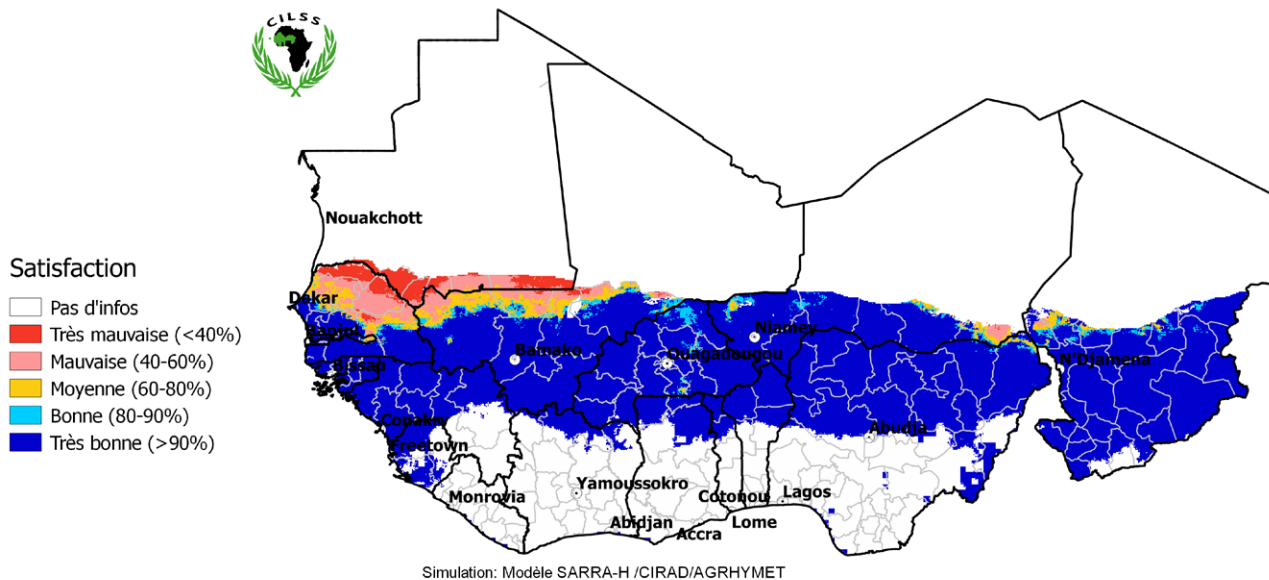 CILSS
Nouakchott
Satisfaction
Pas d'infos
Très mauvaise (<40%)
Mauvaise (40-60%)
Moyenne (60-80%)
Bonne (80-90%)
Très bonne (>90%)
Dakar
Banjol
Bissan
Bamako
Ouagadougou
Niamey
N'Djamena
Conakry
Freetown
Abudja
Monrovia
Yamoussokro
Cotonou
Lagos
Abidjan
Accra
Lome
Simulation: Modèle SARRA-H /CIRAD/AGRHYMET